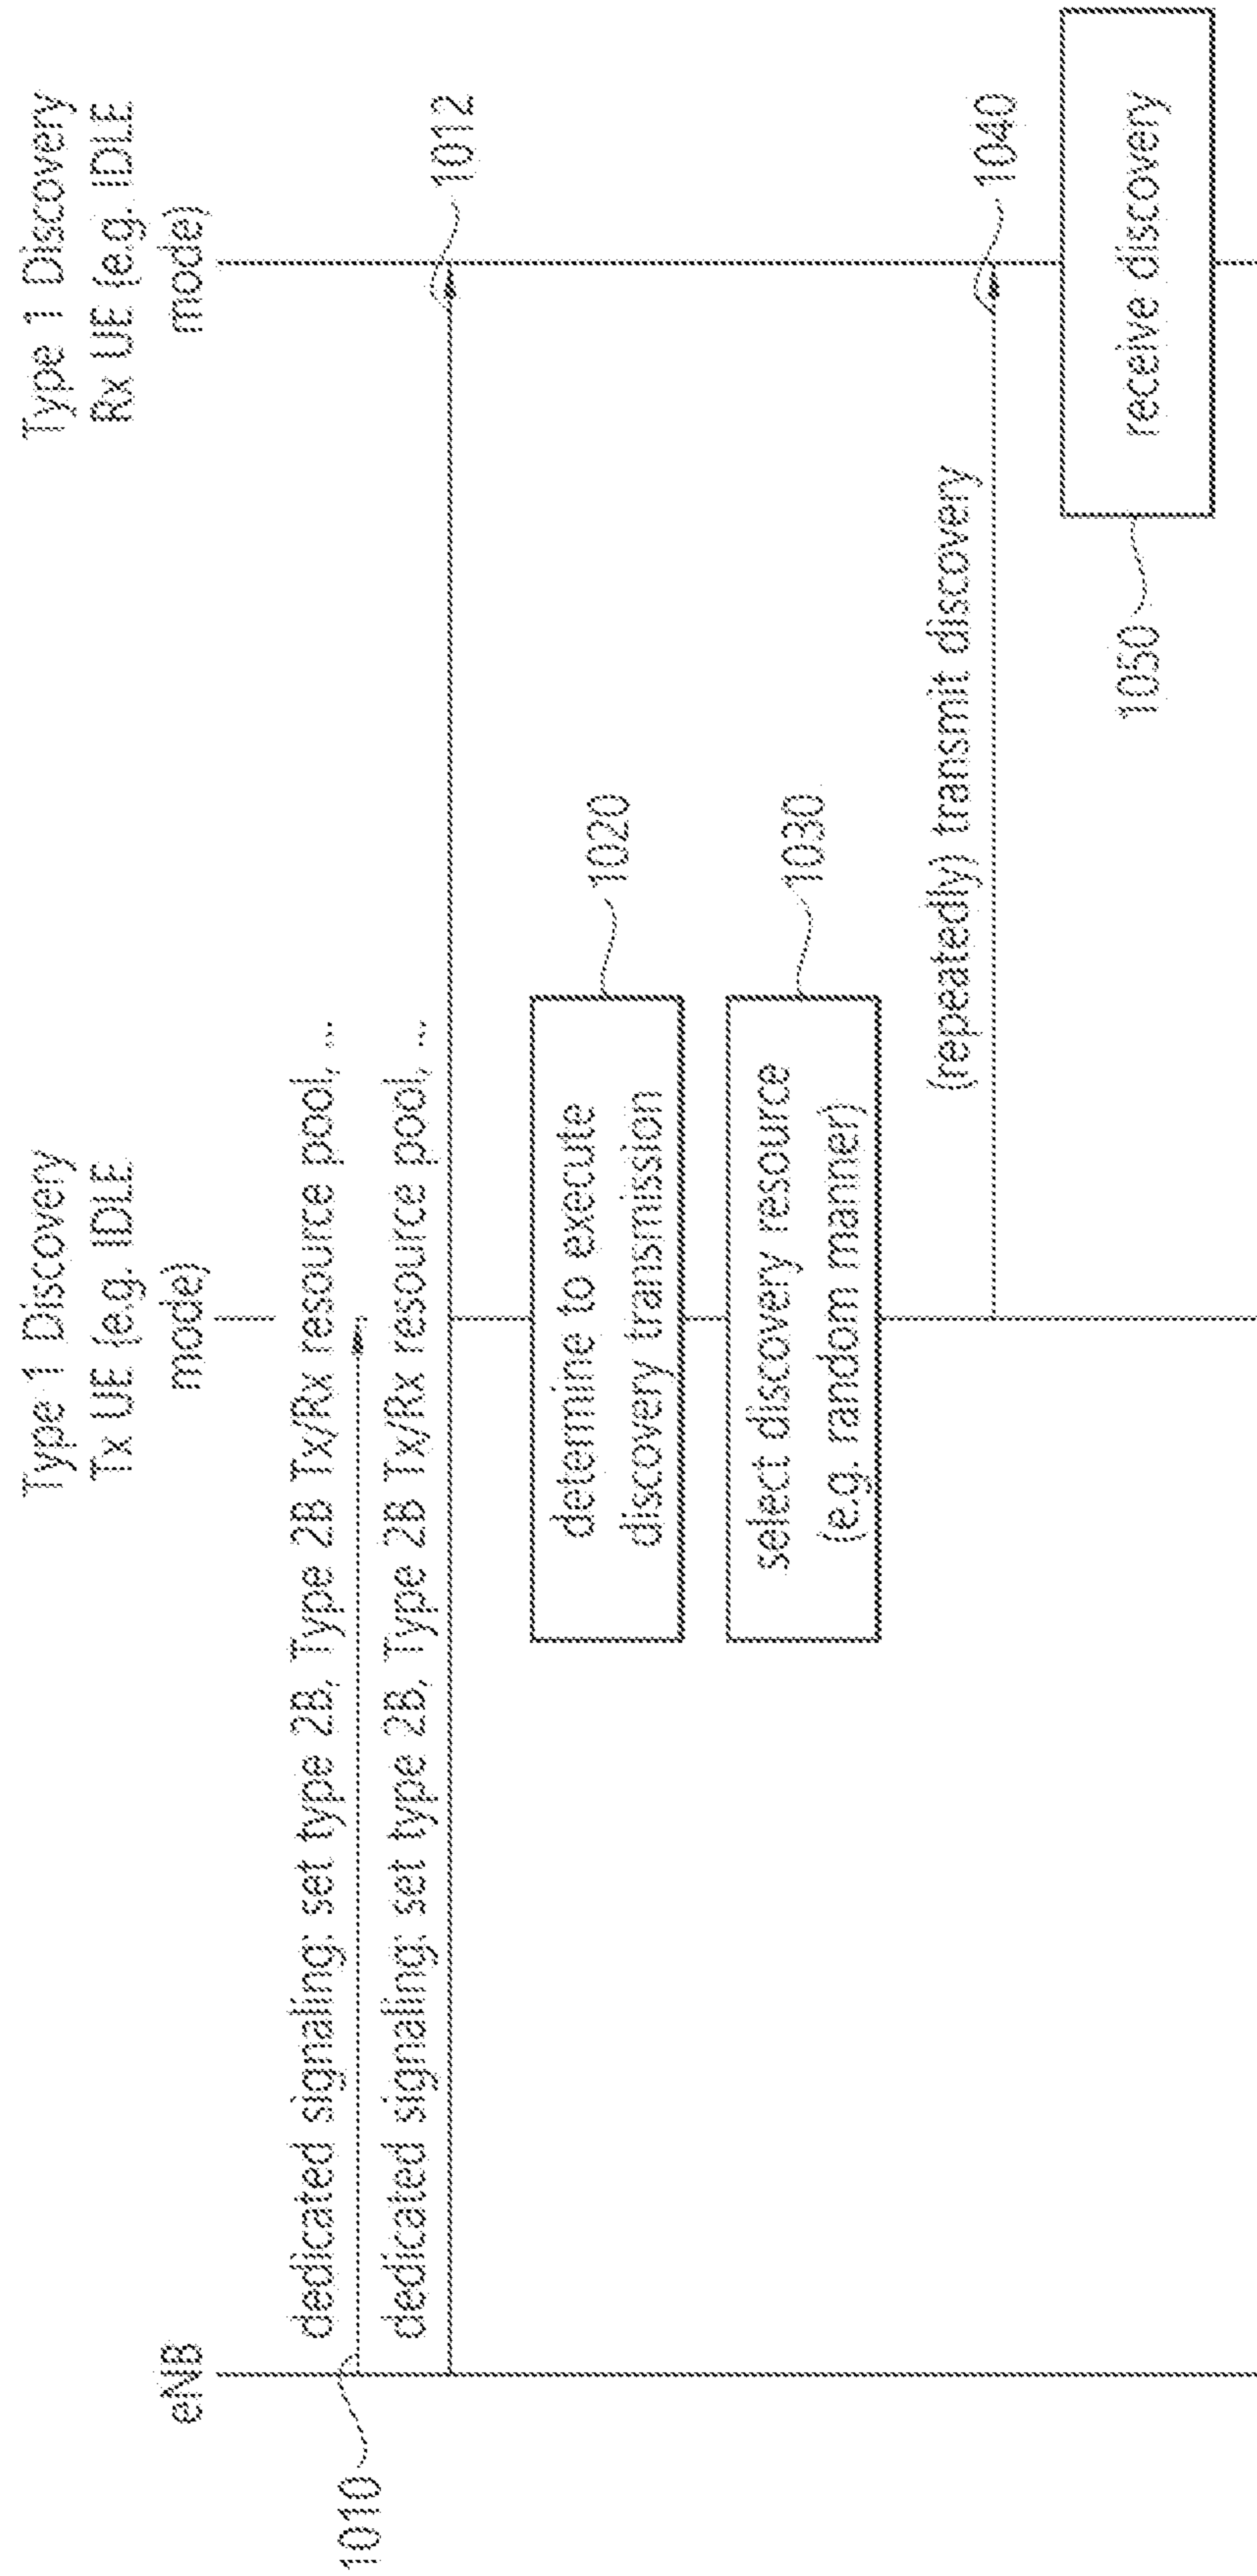 eNB
Type 1 Discovery
Tx UE (e.g. IDLE
mode)
Type 1 Discovery
Rx UE (e.g. IDLE
mode)
1010
dedicated signaling: set type 2B, Type 2B Tx/Rx resource pool, ...
dedicated signaling: set type 2B, Type 2B Tx/Rx resource pool, ...
1012
determine to execute
discovery transmission
1020
select discovery resource
(e.g. random manner)
1030
(repeatedly) transmit discovery
1040
receive discovery
1050